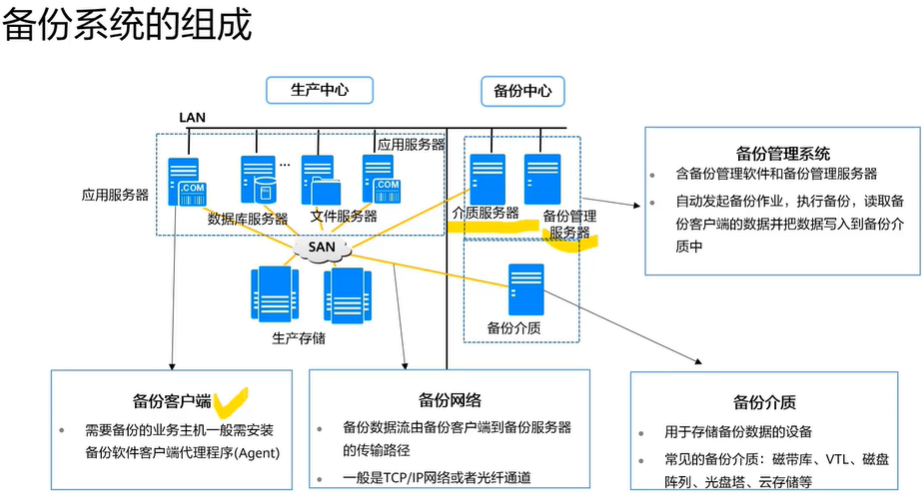 备份系统的组成
生产中心
备份中心
LAN
应用服务器
应用服务器
.COM
...
.COM
数据库服务器
文件服务器
介质服务器
备份管理
服务器
SAN
生产存储
备份介质
备份管理系统
• 含备份管理软件和备份管理服务器
• 自动发起备份作业，执行备份，读取备
份客户端的数据并把数据写入到备份介
质中
备份客户端
• 需要备份的业务主机一般需安装
备份软件客户端代理程序(Agent)
备份网络
• 备份数据流由备份客户端到备份服务器
的传输路径
• 一般是TCP/IP网络或者光纤通道
备份介质
• 用于存储备份数据的设备
• 常见的备份介质：磁带库、VTL、磁盘
阵列、光盘塔、云存储等